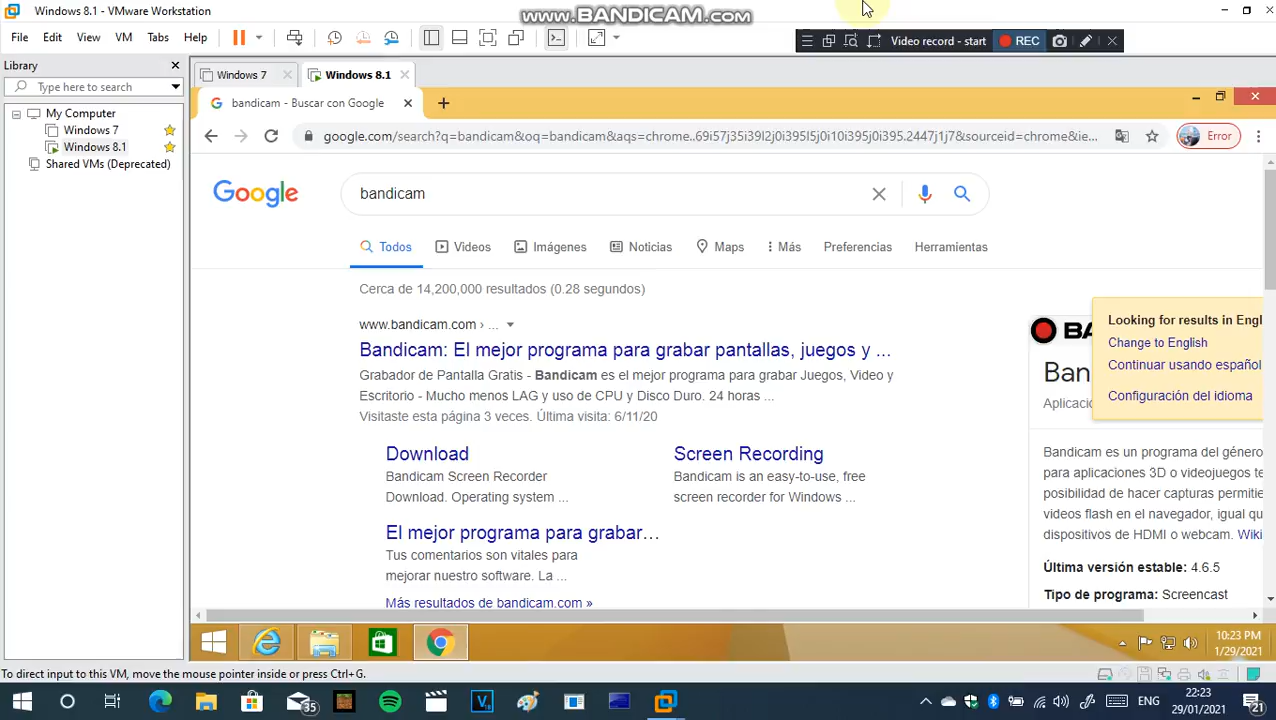 Windows 8.1 - VMware Workstation
www.BANDICAM.com
File Edit View VM Tabs Help
Video record - start REC
Library
Type here to search
My Computer
Windows 7
Windows 8.1
Shared VMs (Deprecated)
Windows 7 Windows 8.1
bandicam - Buscar con Google
google.com/search?q=bandicam&oq=bandicam&aqs=chrome..69i57j35i39l2j0i395l5j0i10i395j0i395.2447j1j7&sourceid=chrome&ie... Error
Google bandicam
Todos Videos Imágenes Noticias Maps Más Preferencias Herramientas
Cerca de 14,200,000 resultados (0.28 segundos)
www.bandicam.com › ...
Bandicam: El mejor programa para grabar pantallas, juegos y ...
Grabador de Pantalla Gratis - Bandicam es el mejor programa para grabar Juegos, Video y
Escritorio - Mucho menos LAG y uso de CPU y Disco Duro. 24 horas ...
Visitaste esta página 3 veces. Última visita: 6/11/20
Download
Bandicam Screen Recorder
Download. Operating system ...
Screen Recording
Bandicam is an easy-to-use, free
screen recorder for Windows ...
El mejor programa para grabar...
Tus comentarios son vitales para
mejorar nuestro software. La ...
Más resultados de bandicam.com »
Looking for results in Engl
Change to English
Continuar usando español
Configuración del idioma
BA
Ban
Aplicacio
Bandicam es un programa del género
para aplicaciones 3D o videojuegos te
posibilidad de hacer capturas permitie
videos flash en el navegador, igual qu
dispositivos de HDMI o webcam. Wiki
Última versión estable: 4.6.5
Tipo de programa: Screencast
10:23 PM
1/29/2021
To direct input to this VM, move the mouse pointer inside or press Ctrl+G.
35
ENG
22:23
29/01/2021
21